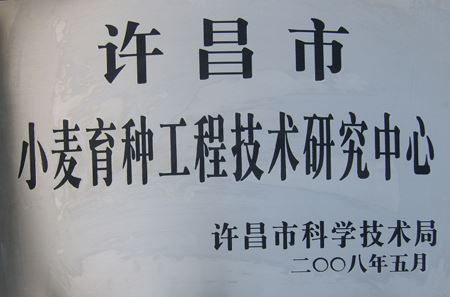 许昌市
小麦育种工程技术研究中心
许昌市科学技术局
二〇〇八年五月